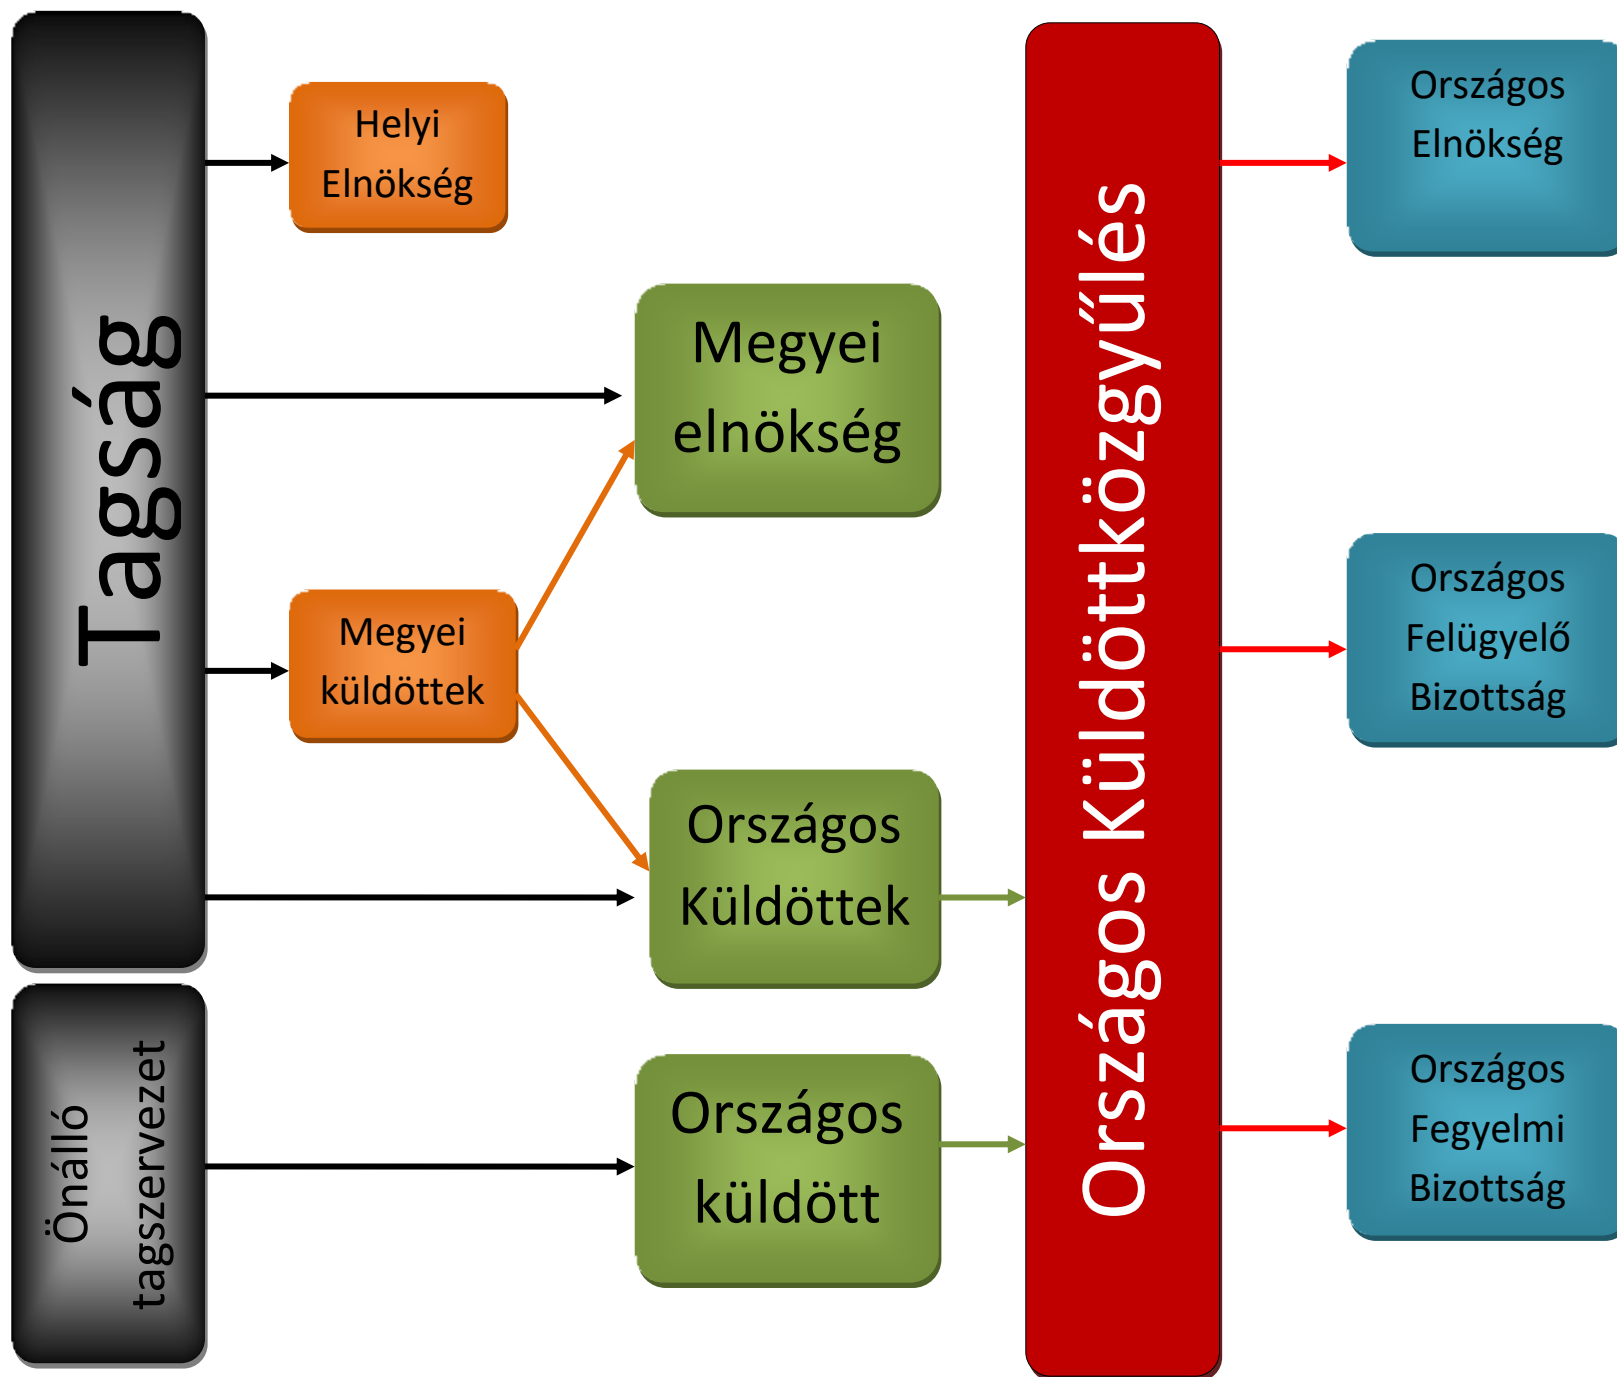 Tagság
Helyi
Elnökség
Megyei
elnökség
Megyei
küldöttek
Országos
Küldöttek
Önálló
tagszervezet
Országos
küldött
Országos Küldöttközgyűlés
Országos
Elnökség
Országos
Felügyelő
Bizottság
Országos
Fegyelmi
Bizottság